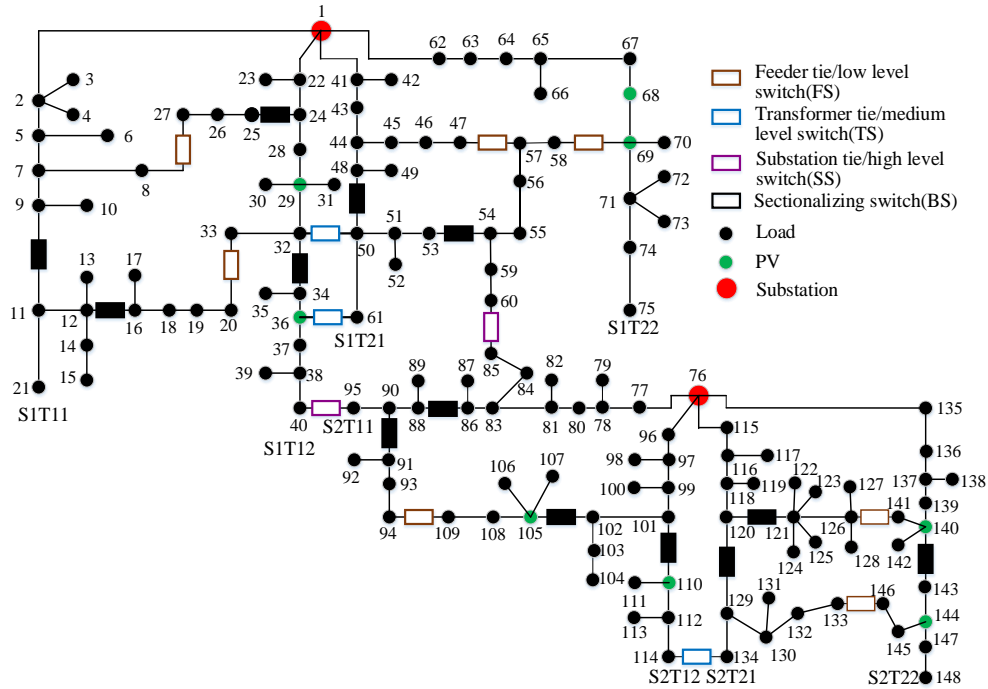 1
62 63 64 65 67
3
23 22 41 42
66 68
Feeder tie/low level
switch(FS)
2
4
27 26 25 24 43
Transformer tie/medium
level switch(TS)
5 6
28 44 45 46 47 57 58 69 70
Substation tie/high level
switch(SS)
7 8
48 49 56 72
30 29 31
71 73
Sectionalizing switch(BS)
9 10
33 32 50 51 53 54 55 74
Load
52
13 17
59
PV
34 35
60
11 12 16 18 19 20
36 61 75
Substation
S1T21 S1T22
14 37
85 82 79
15 39 38 89 87 84 76
21
95 90 77 135
S1T11
40 S2T11 88 86 83 81 80 78
S1T12
96 115
91 136
92 98 97 116 117 122 123 127 137 138
93 106 107 100 99 118 119 139
141
94 109 108 105 102 101 120 121 126 140
103 124 125 128 142
104
131 143
111 110 129 133 146 144
113 112 132 147
130 145
114 134
S2T12 S2T21 S2T22 148